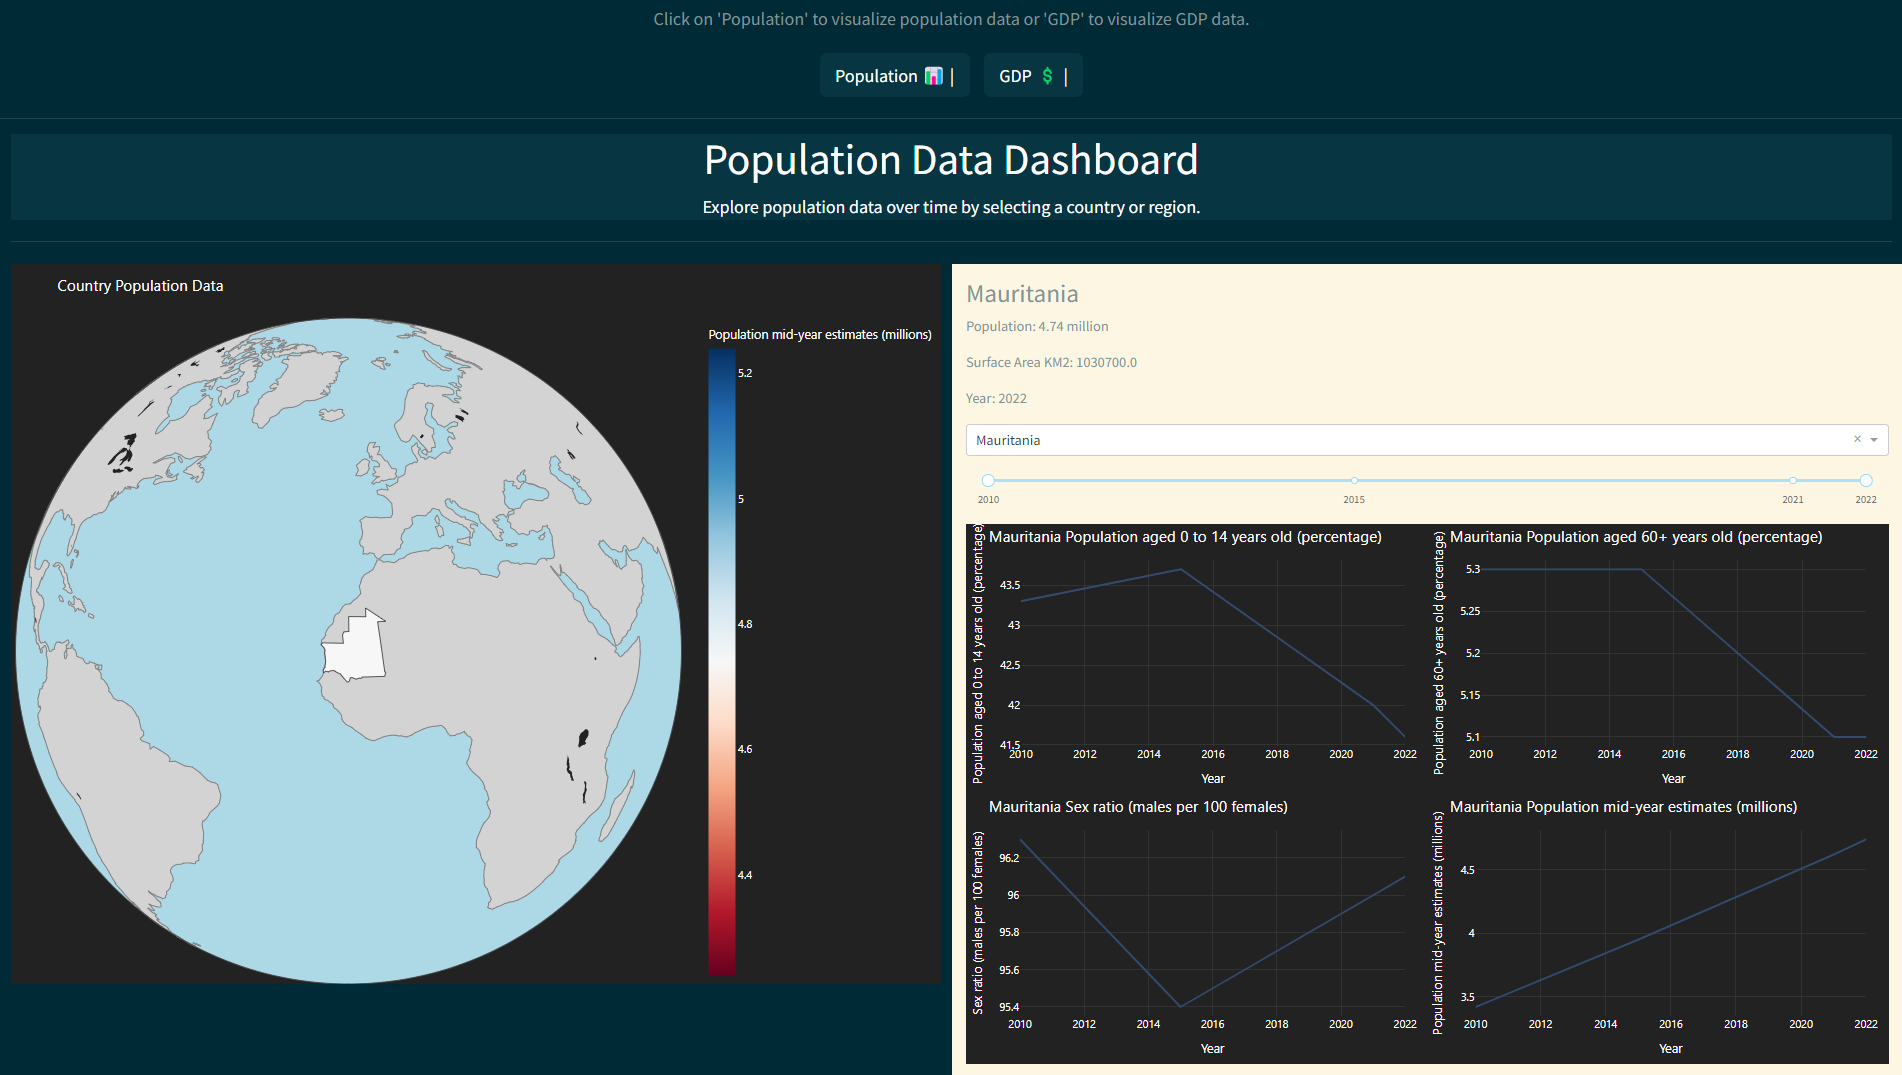 Click on 'Population' to visualize population data or 'GDP' to visualize GDP data.
Population 📊 |
GDP 💲 |
Population Data Dashboard
Explore population data over time by selecting a country or region.
Country Population Data
Population mid-year estimates (millions)
5.2
5
4.8
4.6
4.4
Mauritania
Population: 4.74 million
Surface Area KM2: 1030700.0
Year: 2022
Mauritania × 
2010 2015 2021 2022
Mauritania Population aged 0 to 14 years old (percentage)
Population aged 0 to 14 years old (percentage)
43.5
43
42.5
42
41.5
2010 2012 2014 2016 2018 2020 2022
Year
Mauritania Population aged 60+ years old (percentage)
Population aged 60+ years old (percentage)
5.3
5.25
5.2
5.15
5.1
2010 2012 2014 2016 2018 2020 2022
Year
Mauritania Sex ratio (males per 100 females)
Sex ratio (males per 100 females)
96.2
96
95.8
95.6
95.4
2010 2012 2014 2016 2018 2020 2022
Year
Mauritania Population mid-year estimates (millions)
Population mid-year estimates (millions)
4.5
4
3.5
2010 2012 2014 2016 2018 2020 2022
Year